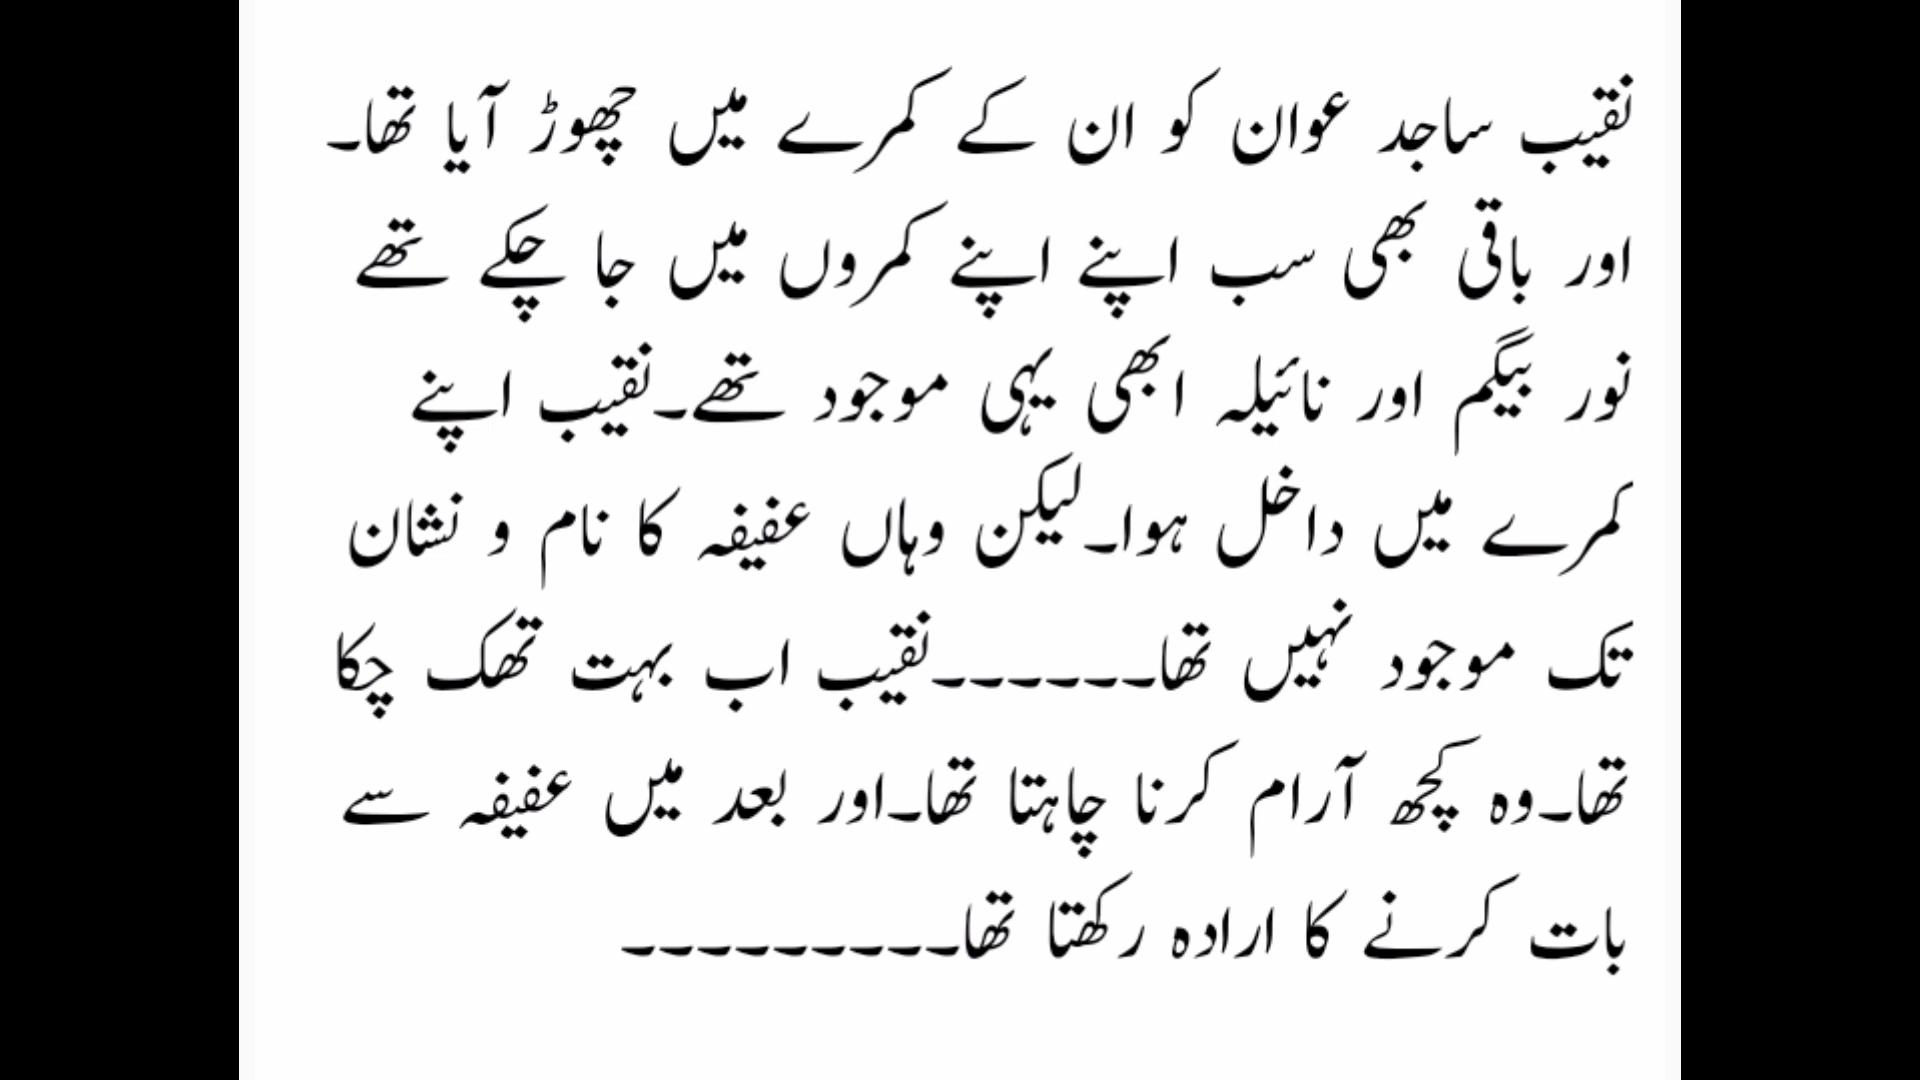 نقیب ساجد عوان کو ان کے کمرے میں چھوڑ آیا تھا۔
اور باقی بھی سب اپنے اپنے کمروں میں جا چکے تھے
نور بیگم اور نائیلہ ابھی یہی موجود تھے۔نقیب اپنے
کمرے میں داخل ہوا۔لیکن وہاں عفیفہ کا نام و نشان
تک موجود نہیں تھا۔۔۔۔۔۔نقیب اب بہت تھک چکا
تھا۔وہ کچھ آرام کرنا چاہتا تھا۔اور بعد میں عفیفہ سے
بات کرنے کا ارادہ رکھتا تھا۔۔۔۔۔۔۔۔۔